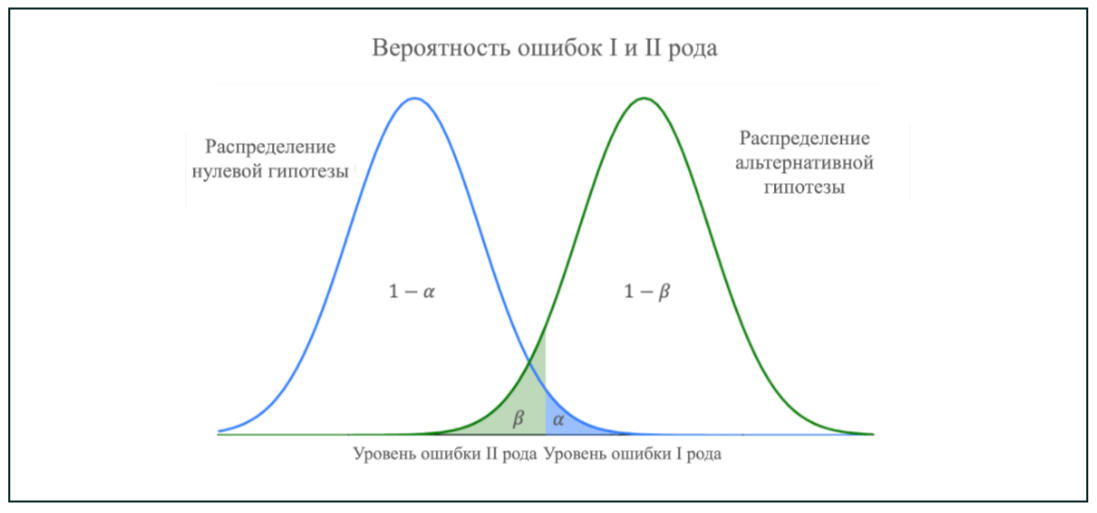 Вероятность ошибок I и II рода
Распределение
нулевой гипотезы
Распределение
альтернативной
гипотезы
1 − α
1 − β
β
α
Уровень ошибки II рода
Уровень ошибки I рода